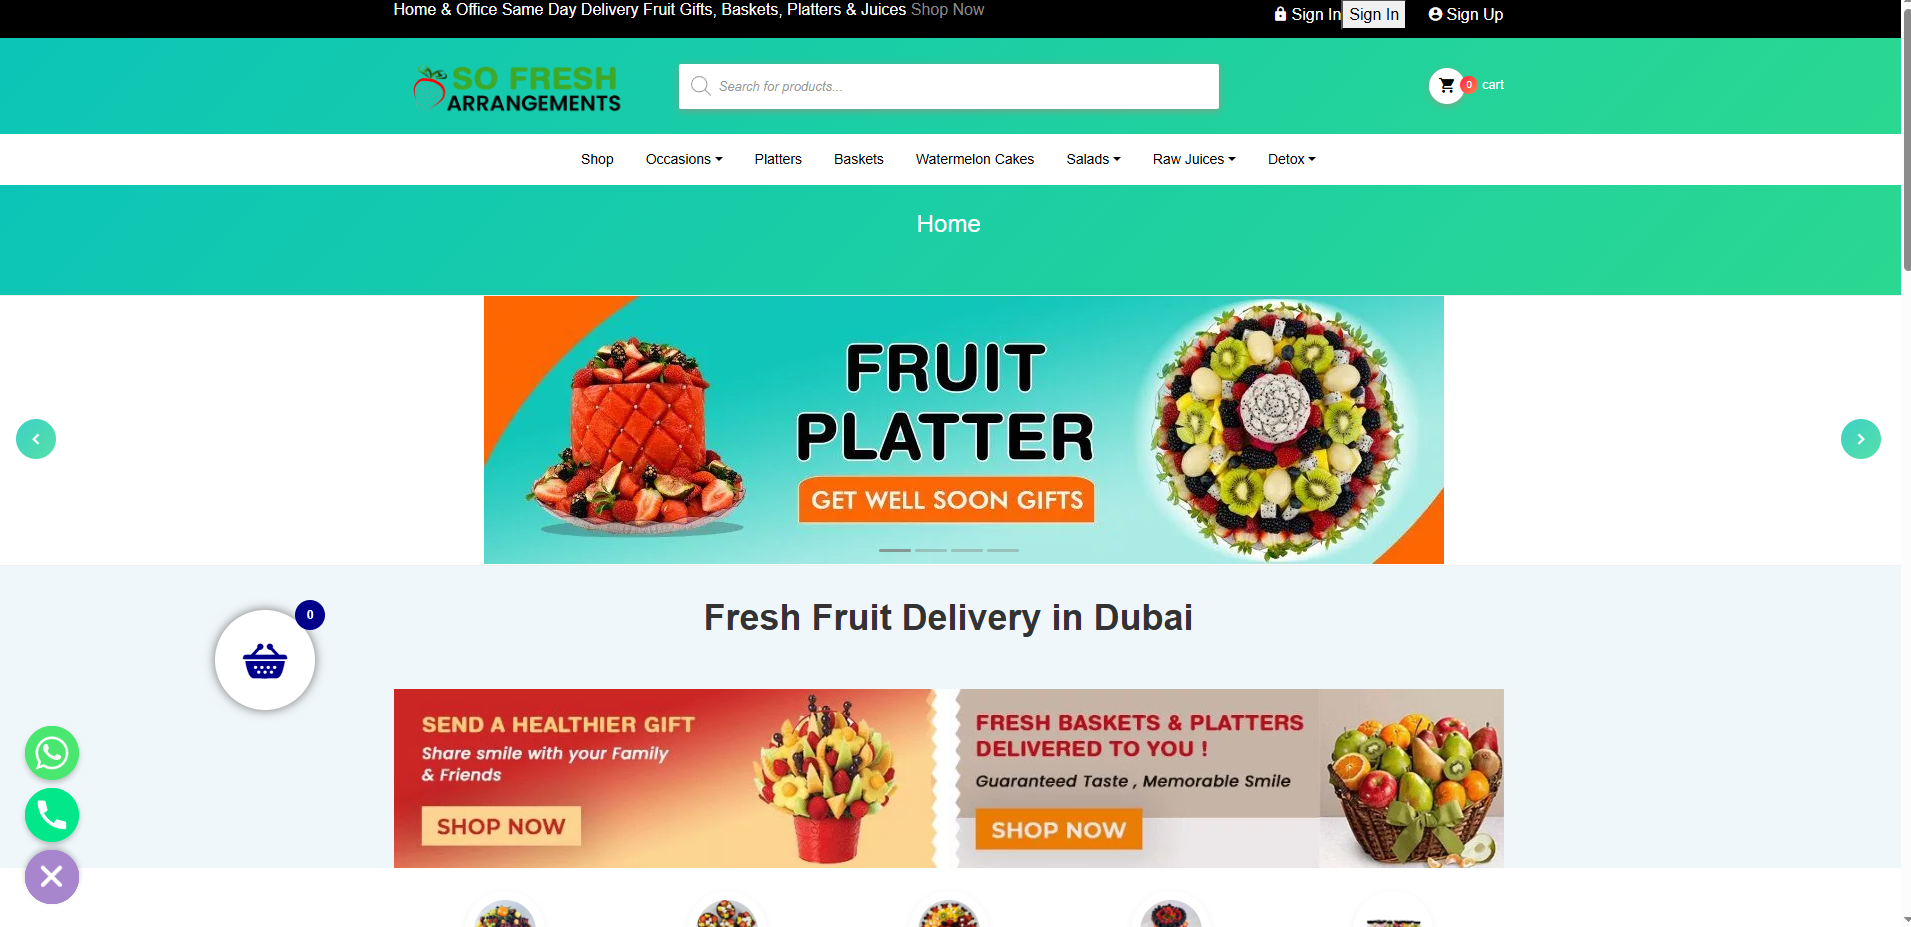 Home & Office Same Day Delivery Fruit Gifts, Baskets, Platters & Juices Shop Now
Sign In Sign In Sign Up
SO FRESH
ARRANGEMENTS
Search for products...
0 cart
Shop Occasions Platters Baskets Watermelon Cakes Salads Raw Juices Detox
Home
FRUIT
PLATTER
GET WELL SOON GIFTS
Fresh Fruit Delivery in Dubai
0
SEND A HEALTHIER GIFT
Share smile with your Family
& Friends
SHOP NOW
FRESH BASKETS & PLATTERS
DELIVERED TO YOU !
Guaranteed Taste , Memorable Smile
SHOP NOW